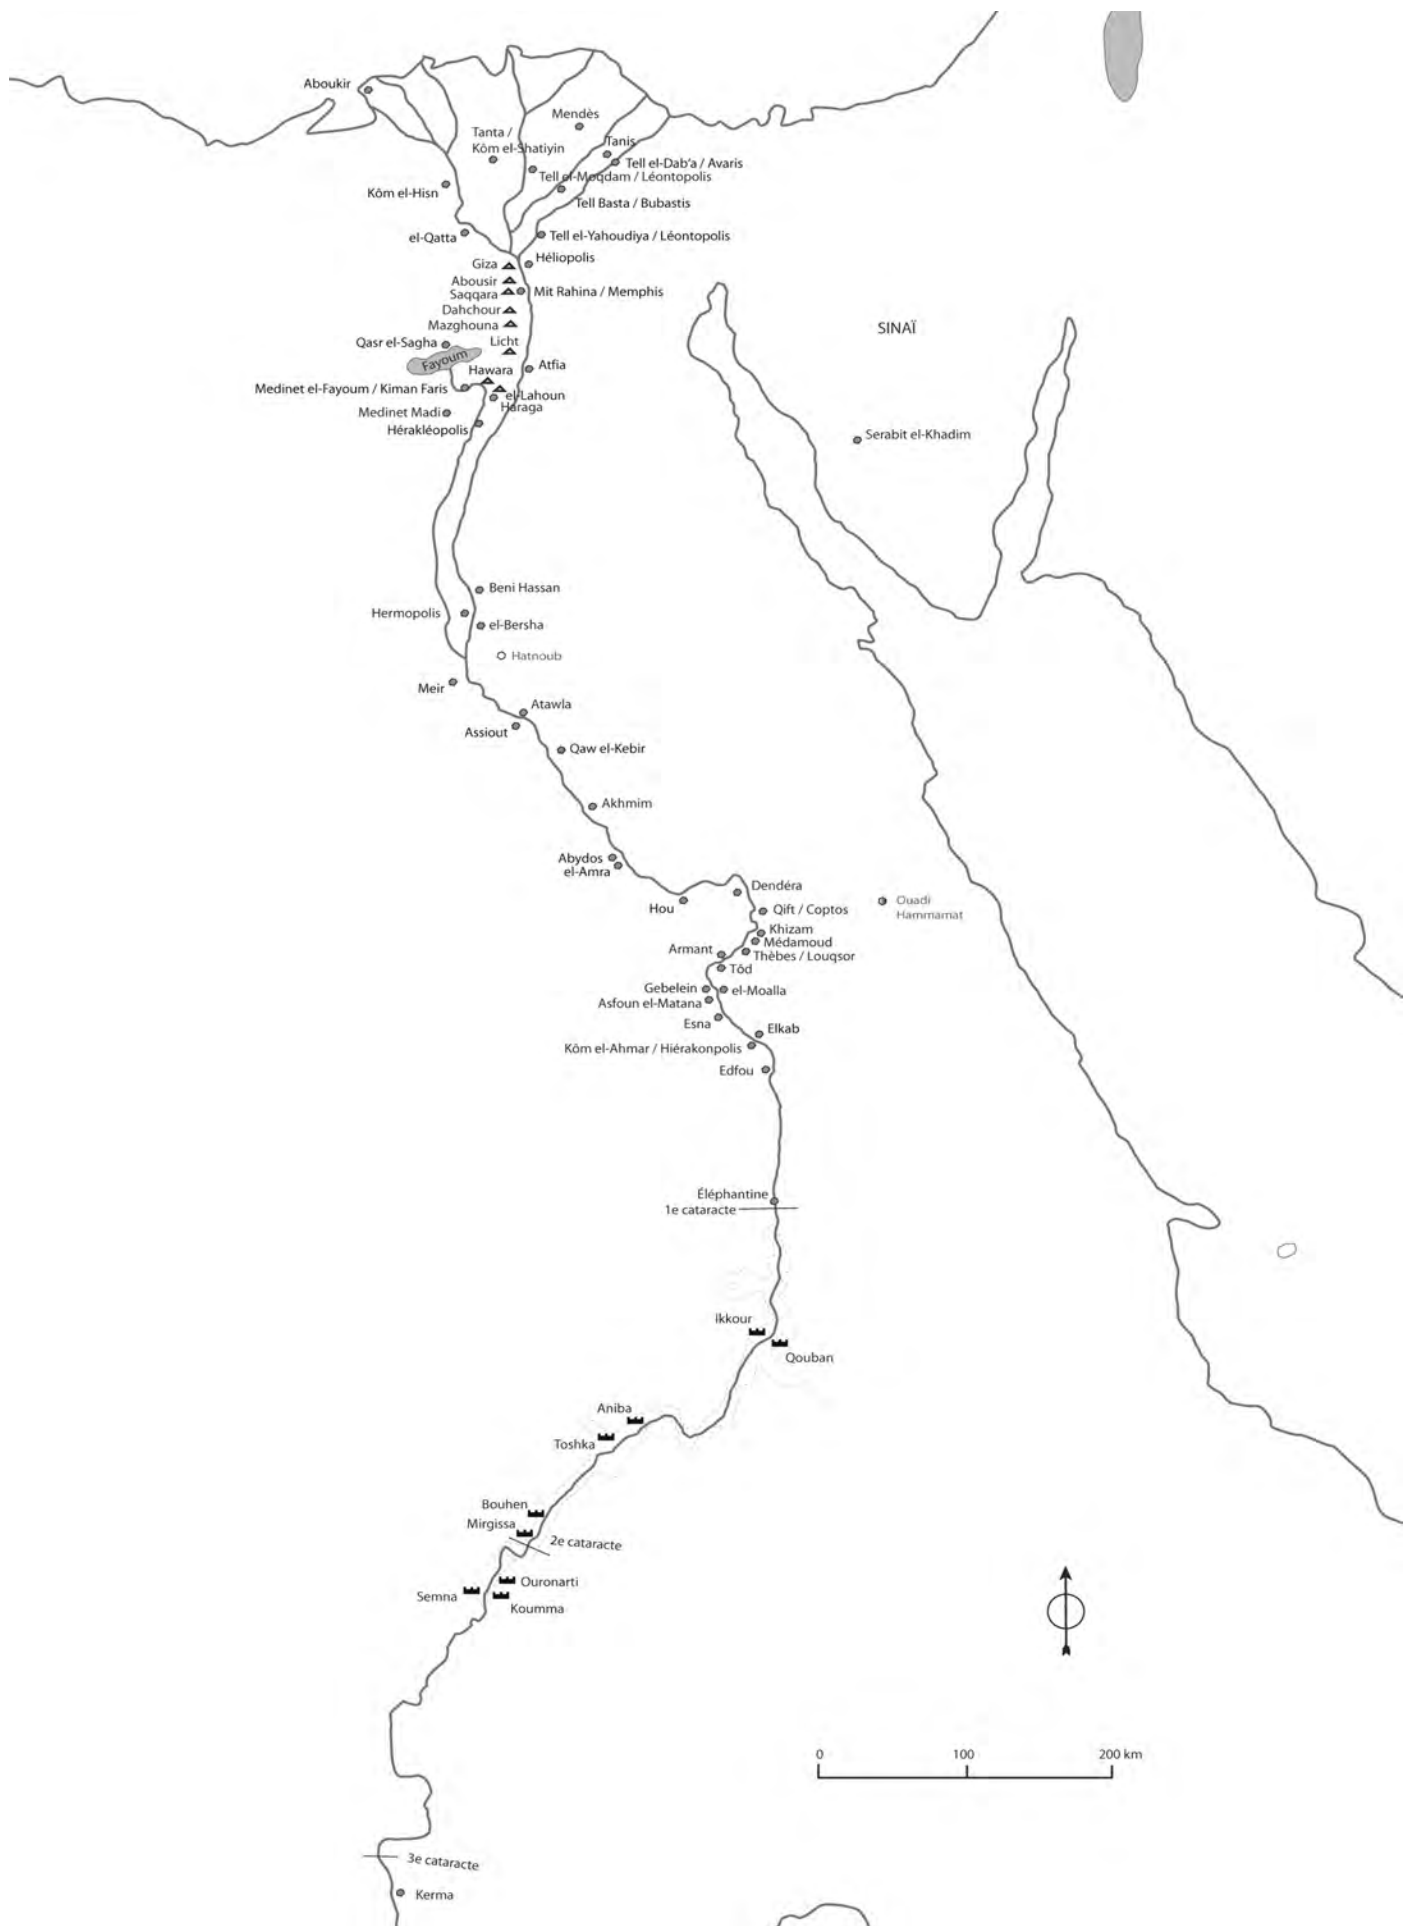 Aboukir
Mendès
Tanta /
Kôm el-Shatiyin
Tanis
Tell el-Dab'a / Avaris
Tell el-Moqdam / Léontopolis
Kôm el-Hisn
Tell Basta / Bubastis
el-Qatta
Tell el-Yahoudiya / Léontopolis
Giza
Héliopolis
Abousir
Saqqara
Mit Rahina / Memphis
Dahchour
Mazghouna
SINAÏ
Qasr el-Sagha
Licht
Fayoum
Hawara
Atfia
Medinet el-Fayoum / Kiman Faris
el-Lahoun
Haraga
Medinet Madi
Hérakléopolis
Serabit el-Khadim
Beni Hassan
Hermopolis
el-Bersha
Hatnoub
Meir
Atawla
Assiout
Qaw el-Kebir
Akhmim
Abydos
el-Amra
Dendéra
Hou
Qift / Coptos
Ouadi
Hammamat
Khizam
Médamoud
Armant
Thèbes / Louqsor
Tôd
Gebelein
el-Moalla
Asfoun el-Matana
Esna
Elkab
Kôm el-Ahmar / Hiérakonpolis
Edfou
Éléphantine
1e cataracte
Ikkour
Qouban
Aniba
Toshka
Bouhen
Mirgissa
2e cataracte
Ouronarti
Semna
Koumma
0 100 200 km
3e cataracte
Kerma